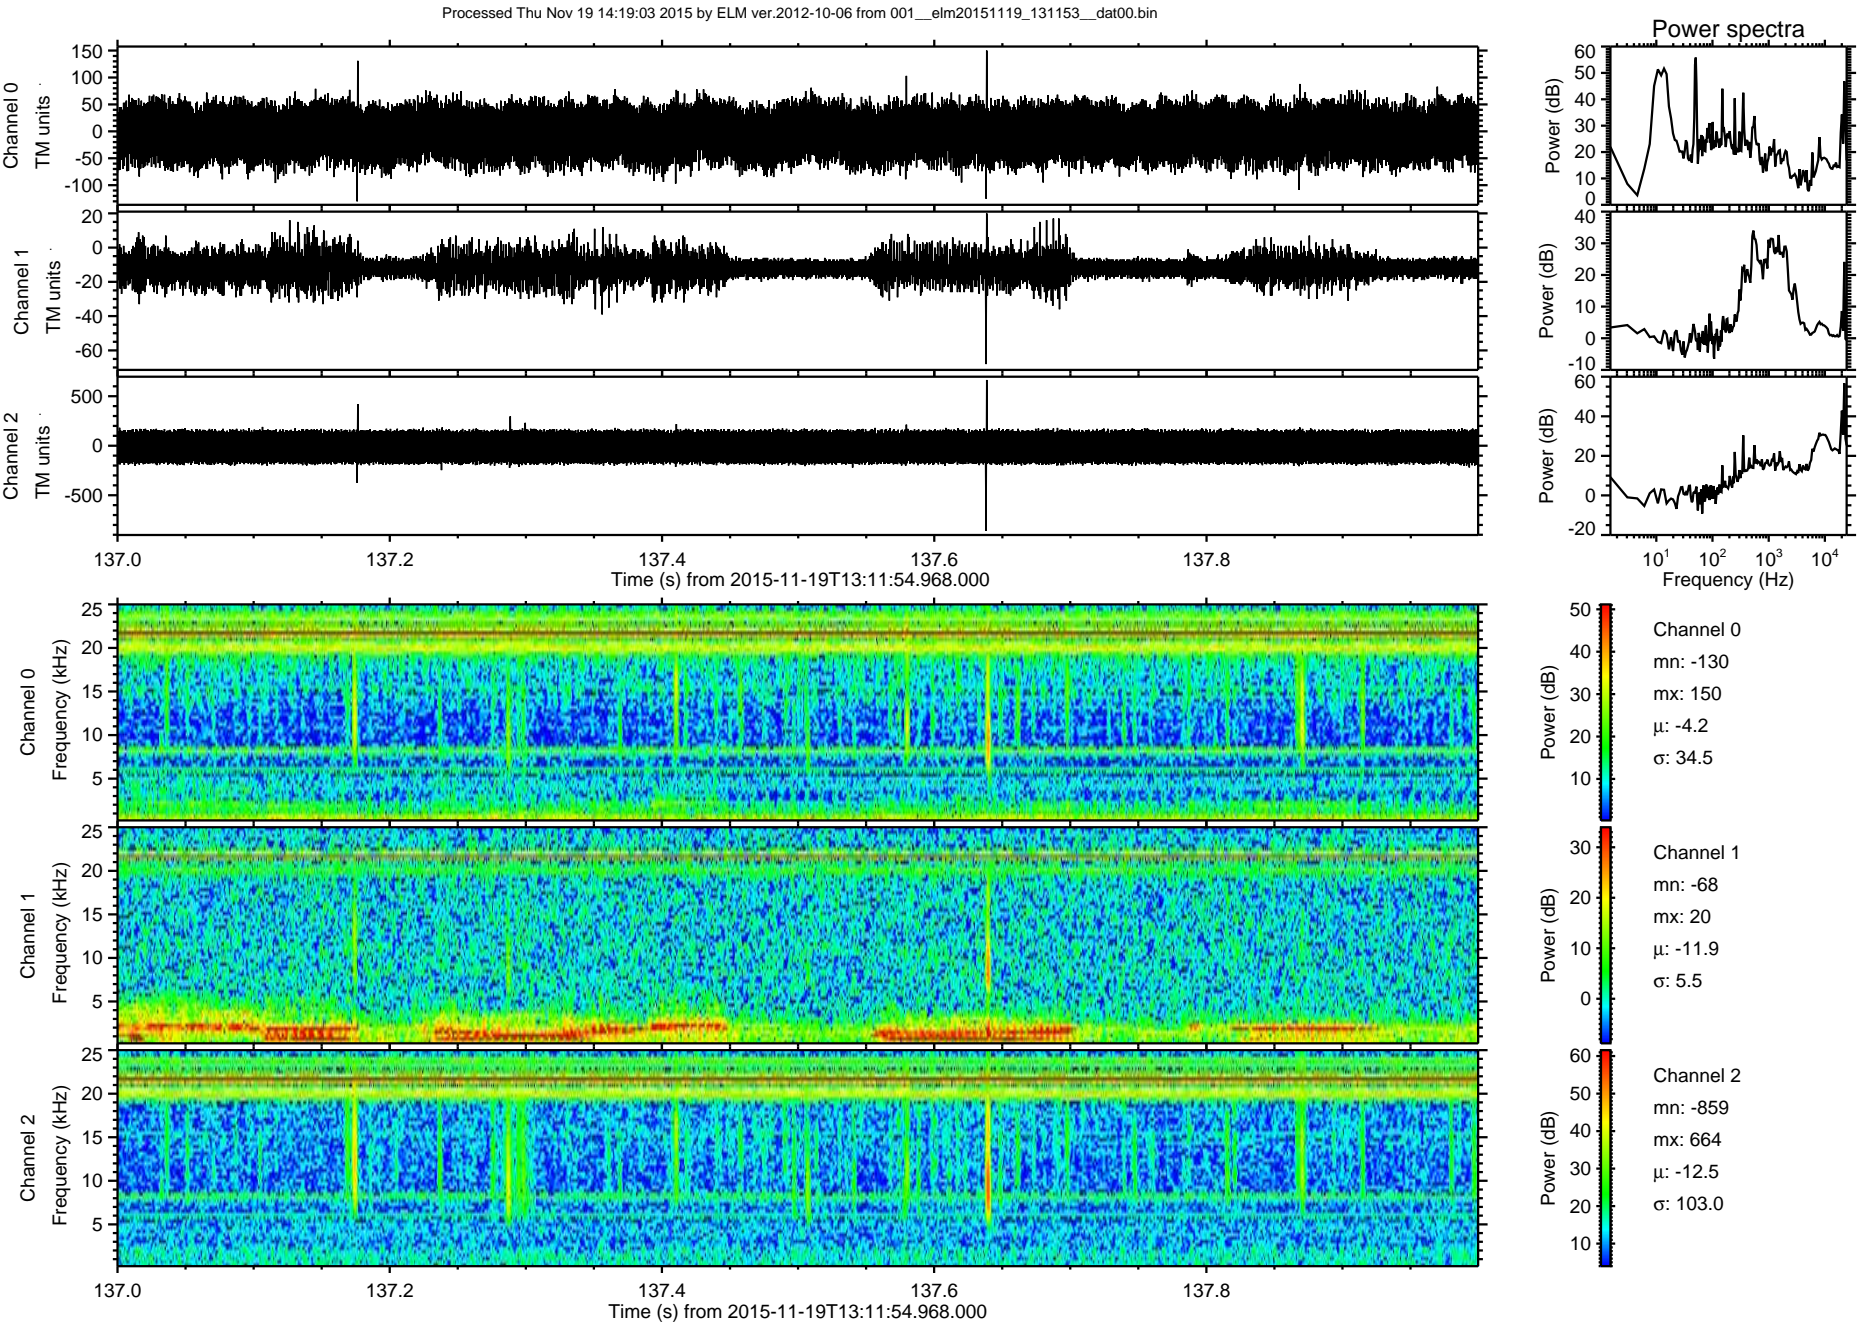 Processed Thu Nov 19 14:19:03 2015 by ELM ver.2012-10-06 from 001__elm20151119_131153__dat00.bin
Power spectra
Channel 0
TM units
150
100
50
0
-50
-100
Power (dB)
60
50
40
30
20
10
0
Channel 1
TM units
20
0
-20
-40
-60
Power (dB)
40
30
20
10
0
-10
Channel 2
TM units
500
0
-500
Power (dB)
60
40
20
0
-20
137.0 137.2 137.4 137.6 137.8
Time (s) from 2015-11-19T13:11:54.968.000
10¹ 10² 10³ 10⁴
Frequency (Hz)
Channel 0
Frequency (kHz)
25
20
15
10
5
Power (dB)
50
40
30
20
10
Channel 0
mn: -130
mx: 150
μ: -4.2
σ: 34.5
Channel 1
Frequency (kHz)
25
20
15
10
5
Power (dB)
30
20
10
0
Channel 1
mn: -68
mx: 20
μ: -11.9
σ: 5.5
Channel 2
Frequency (kHz)
25
20
15
10
5
Power (dB)
60
50
40
30
20
10
Channel 2
mn: -859
mx: 664
μ: -12.5
σ: 103.0
137.0 137.2 137.4 137.6 137.8
Time (s) from 2015-11-19T13:11:54.968.000